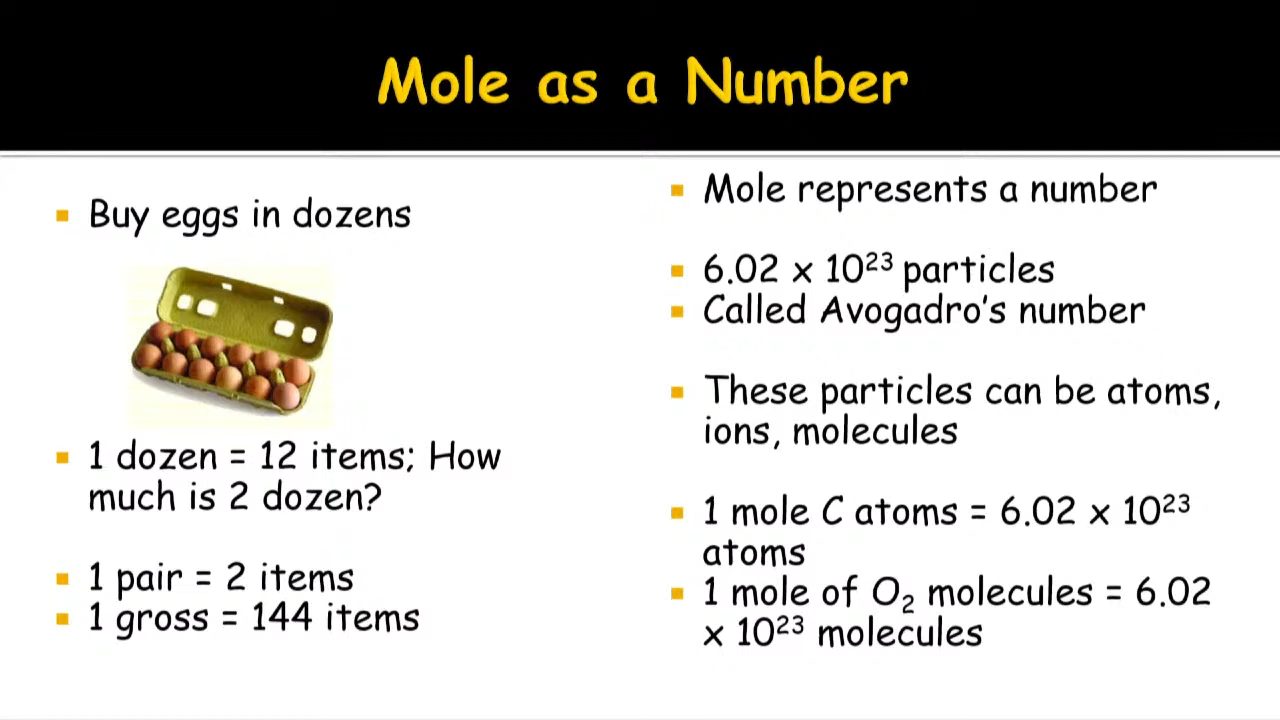 Mole as a Number
Buy eggs in dozens
1 dozen = 12 items; How
much is 2 dozen?
1 pair = 2 items
1 gross = 144 items
Mole represents a number
6.02 x 10²³ particles
Called Avogadro's number
These particles can be atoms,
ions, molecules
1 mole C atoms = 6.02 x 10²³
atoms
1 mole of O₂ molecules = 6.02
x 10²³ molecules